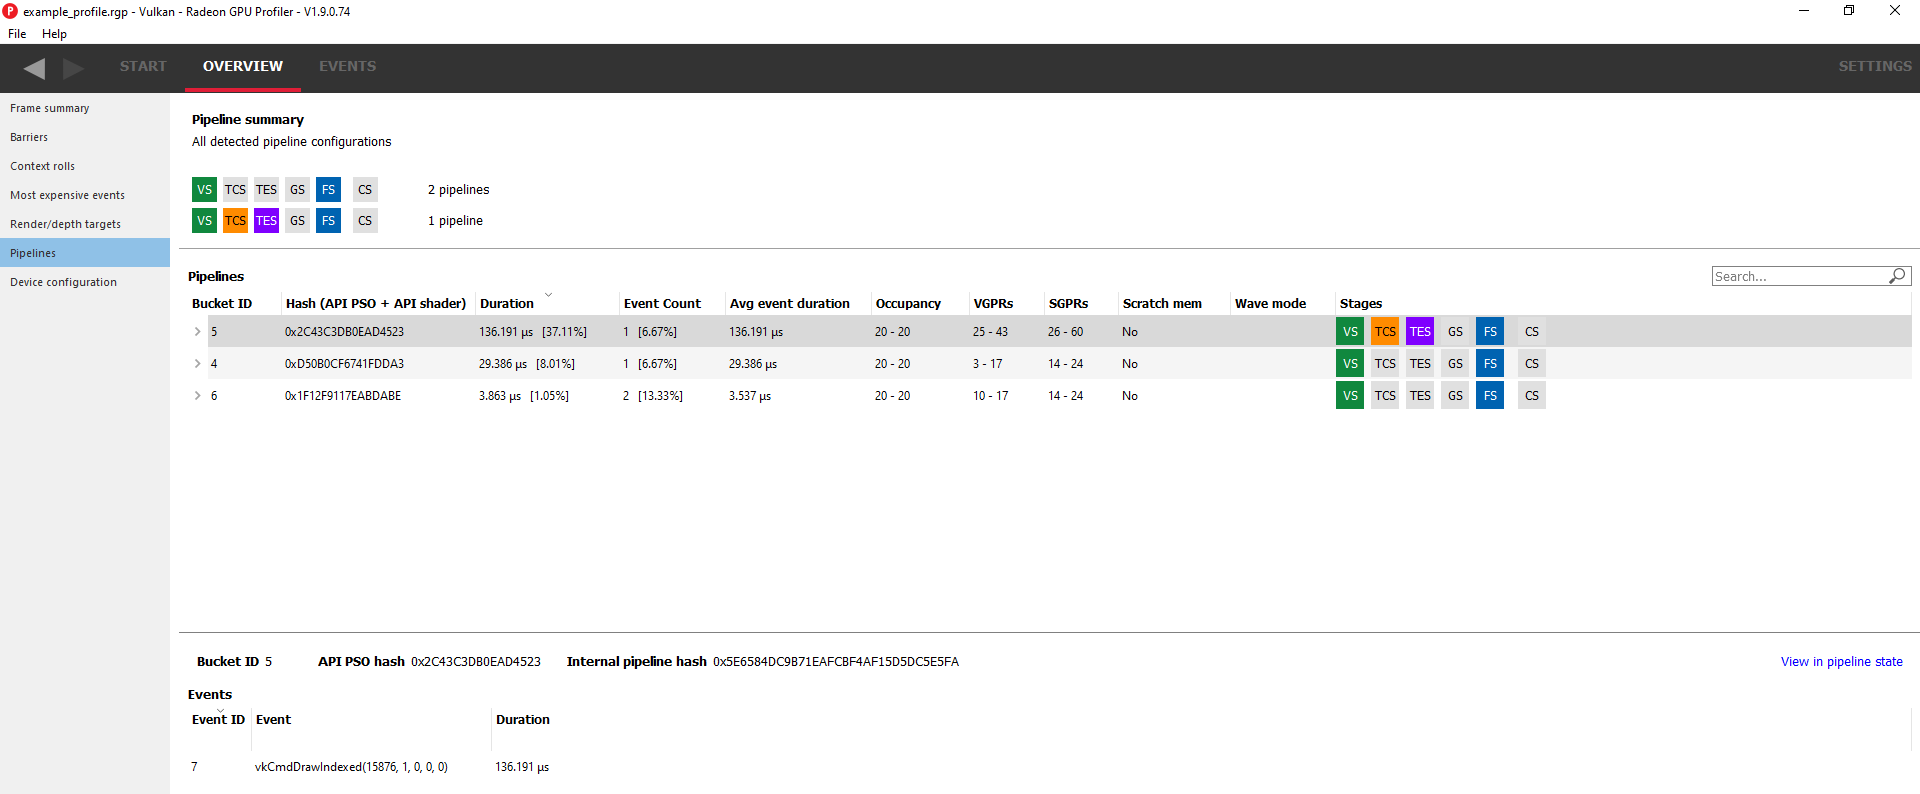 example_profile.rgp - Vulkan - Radeon GPU Profiler - V1.9.0.74
File Help
START OVERVIEW EVENTS SETTINGS
Frame summary
Barriers
Context rolls
Most expensive events
Render/depth targets
Pipelines
Device configuration
Pipeline summary
All detected pipeline configurations
VS TCS TES GS FS CS 2 pipelines
VS TCS TES GS FS CS 1 pipeline
Pipelines Search...
Bucket ID Hash (API PSO + API shader) Duration Event Count Avg event duration Occupancy VGPRs SGPRs Scratch mem Wave mode Stages
5 0x2C43C3DB0EAD4523 136.191 µs [37.11%] 1 [6.67%] 136.191 µs 20 - 20 25 - 43 26 - 60 No VS TCS TES GS FS CS
4 0xD50B0CF6741FDDA3 29.386 µs [8.01%] 1 [6.67%] 29.386 µs 20 - 20 3 - 17 14 - 24 No VS TCS TES GS FS CS
6 0x1F12F9117EABDABE 3.863 µs [1.05%] 2 [13.33%] 3.537 µs 20 - 20 10 - 17 14 - 24 No VS TCS TES GS FS CS
Bucket ID 5 API PSO hash 0x2C43C3DB0EAD4523 Internal pipeline hash 0x5E6584DC9B71EAFCBF4AF15D5DC5E5FA View in pipeline state
Events
Event ID Event Duration
7 vkCmdDrawIndexed(15876, 1, 0, 0, 0) 136.191 µs